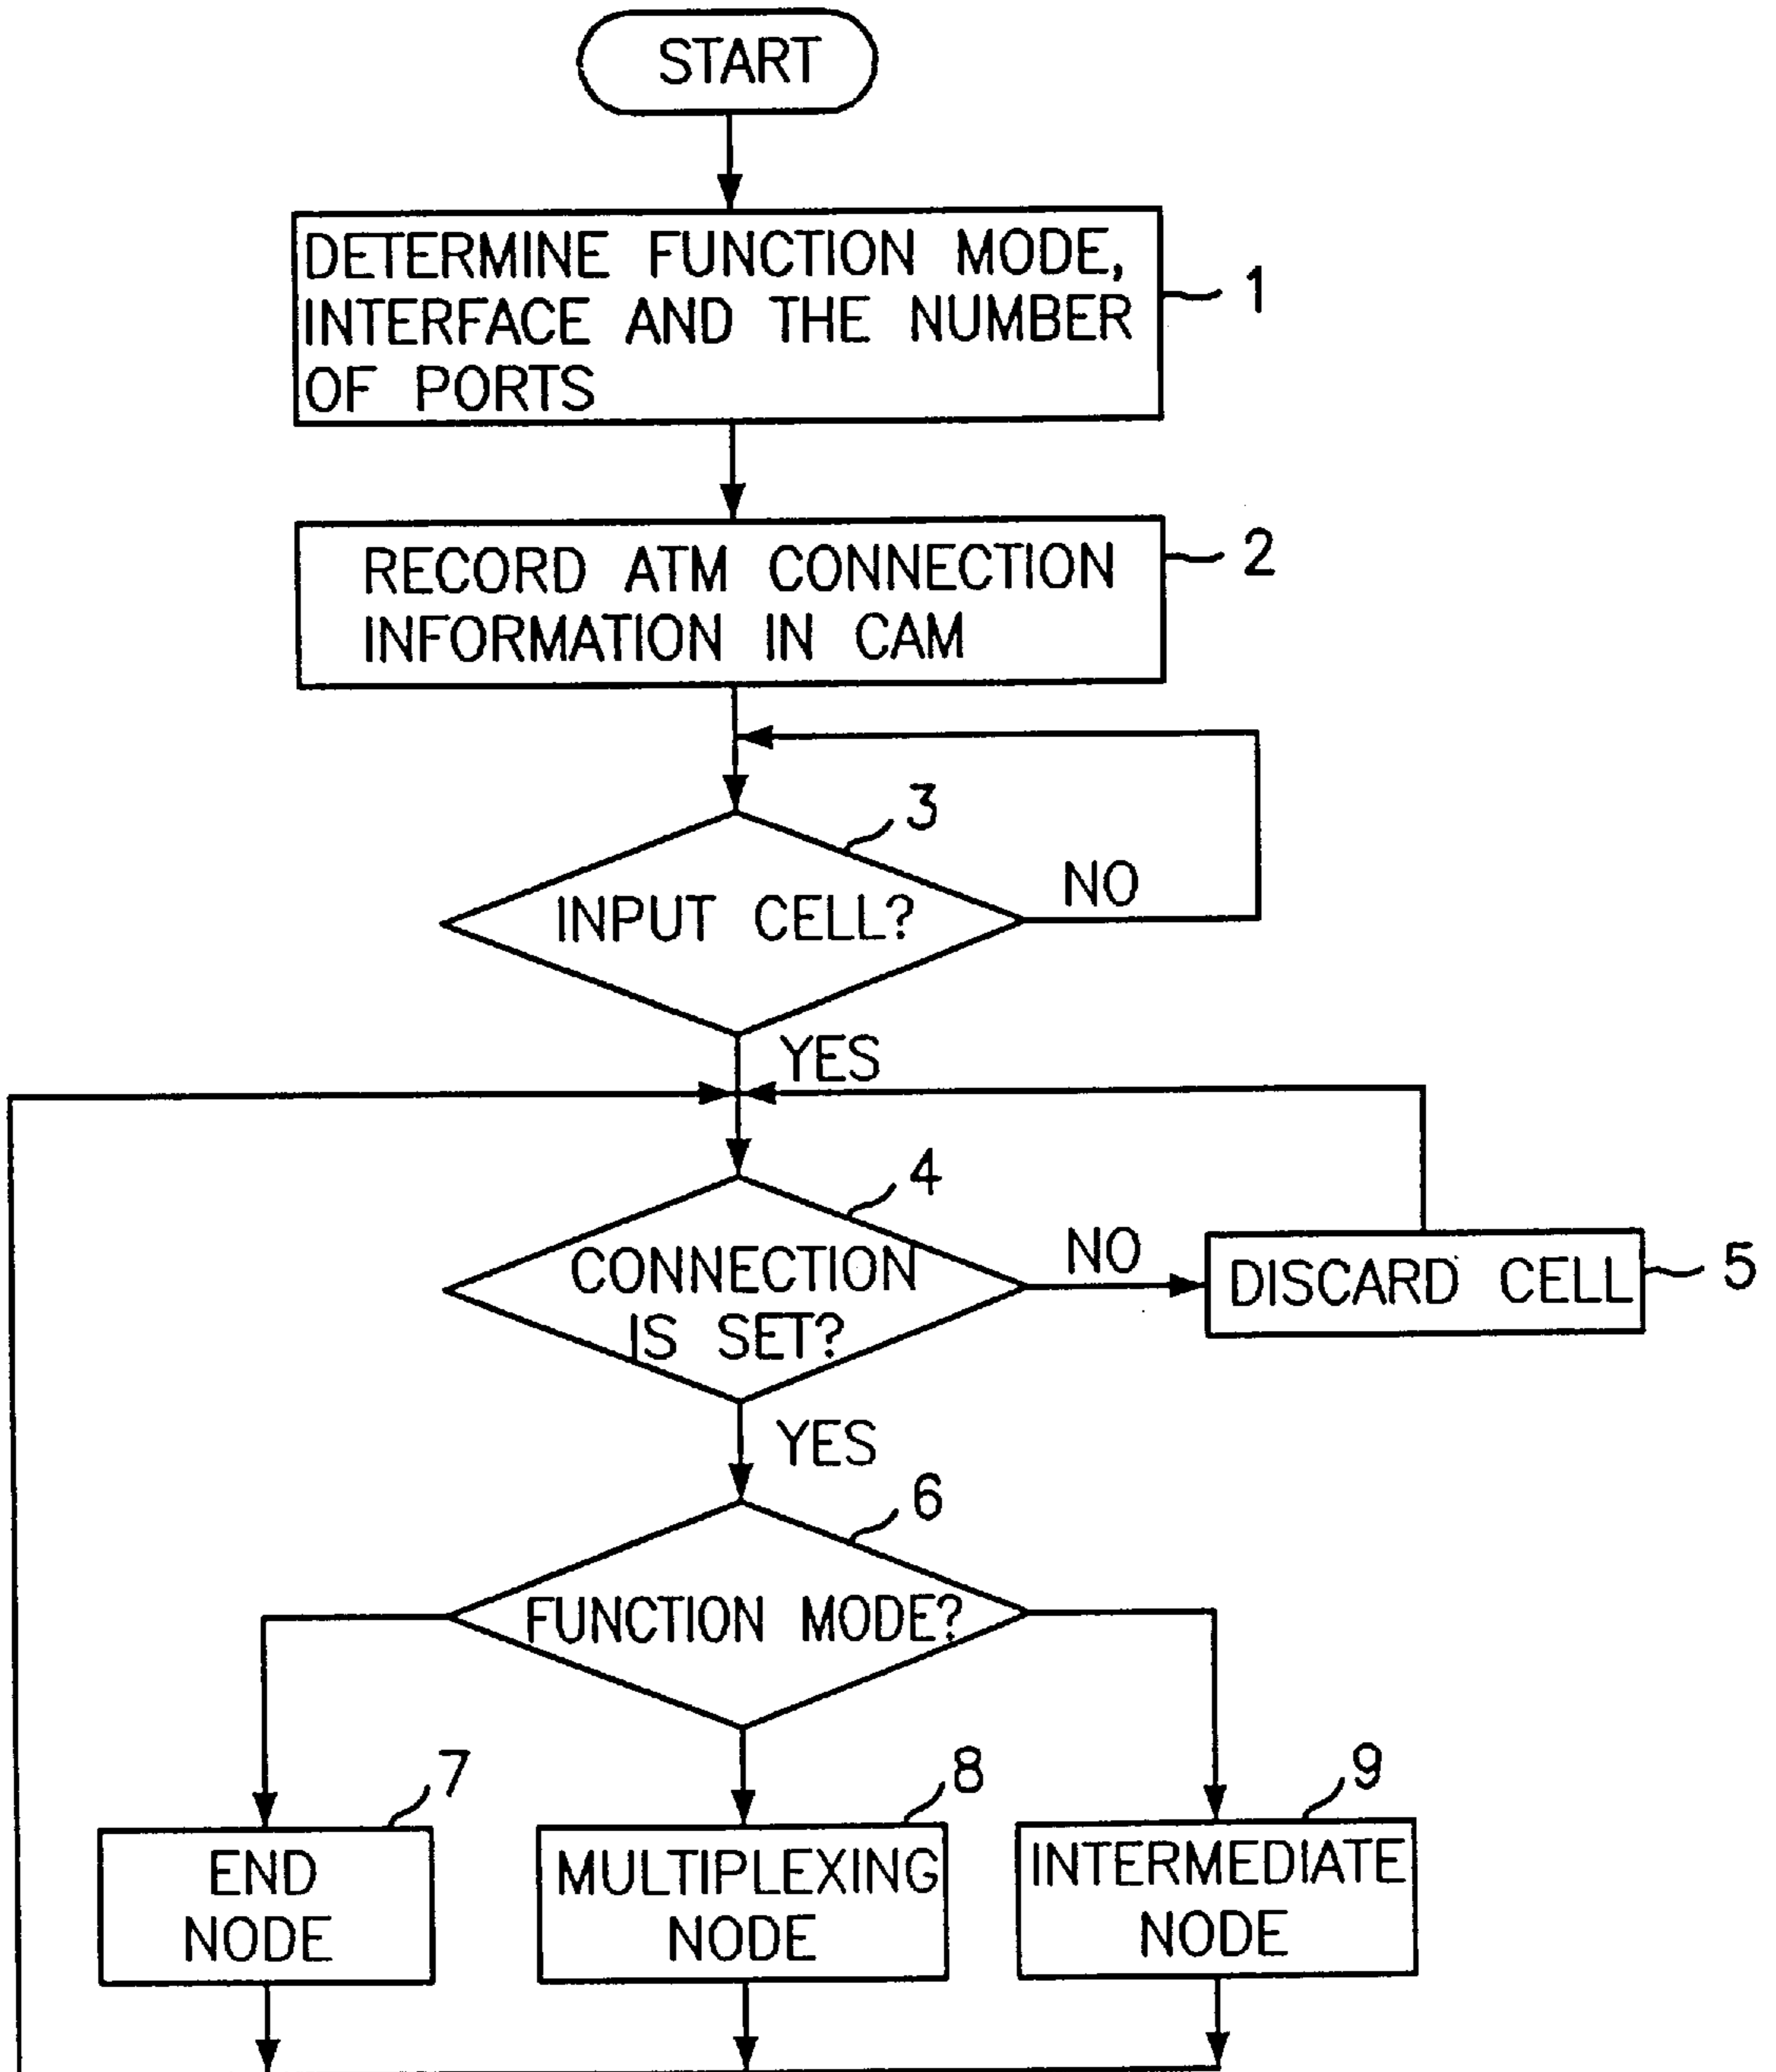 START
DETERMINE FUNCTION MODE,
INTERFACE AND THE NUMBER
OF PORTS
1
RECORD ATM CONNECTION
INFORMATION IN CAM
2
3
INPUT CELL?
NO
YES
4
CONNECTION
IS SET?
NO
DISCARD CELL
5
YES
6
FUNCTION MODE?
7
END
NODE
8
MULTIPLEXING
NODE
9
INTERMEDIATE
NODE